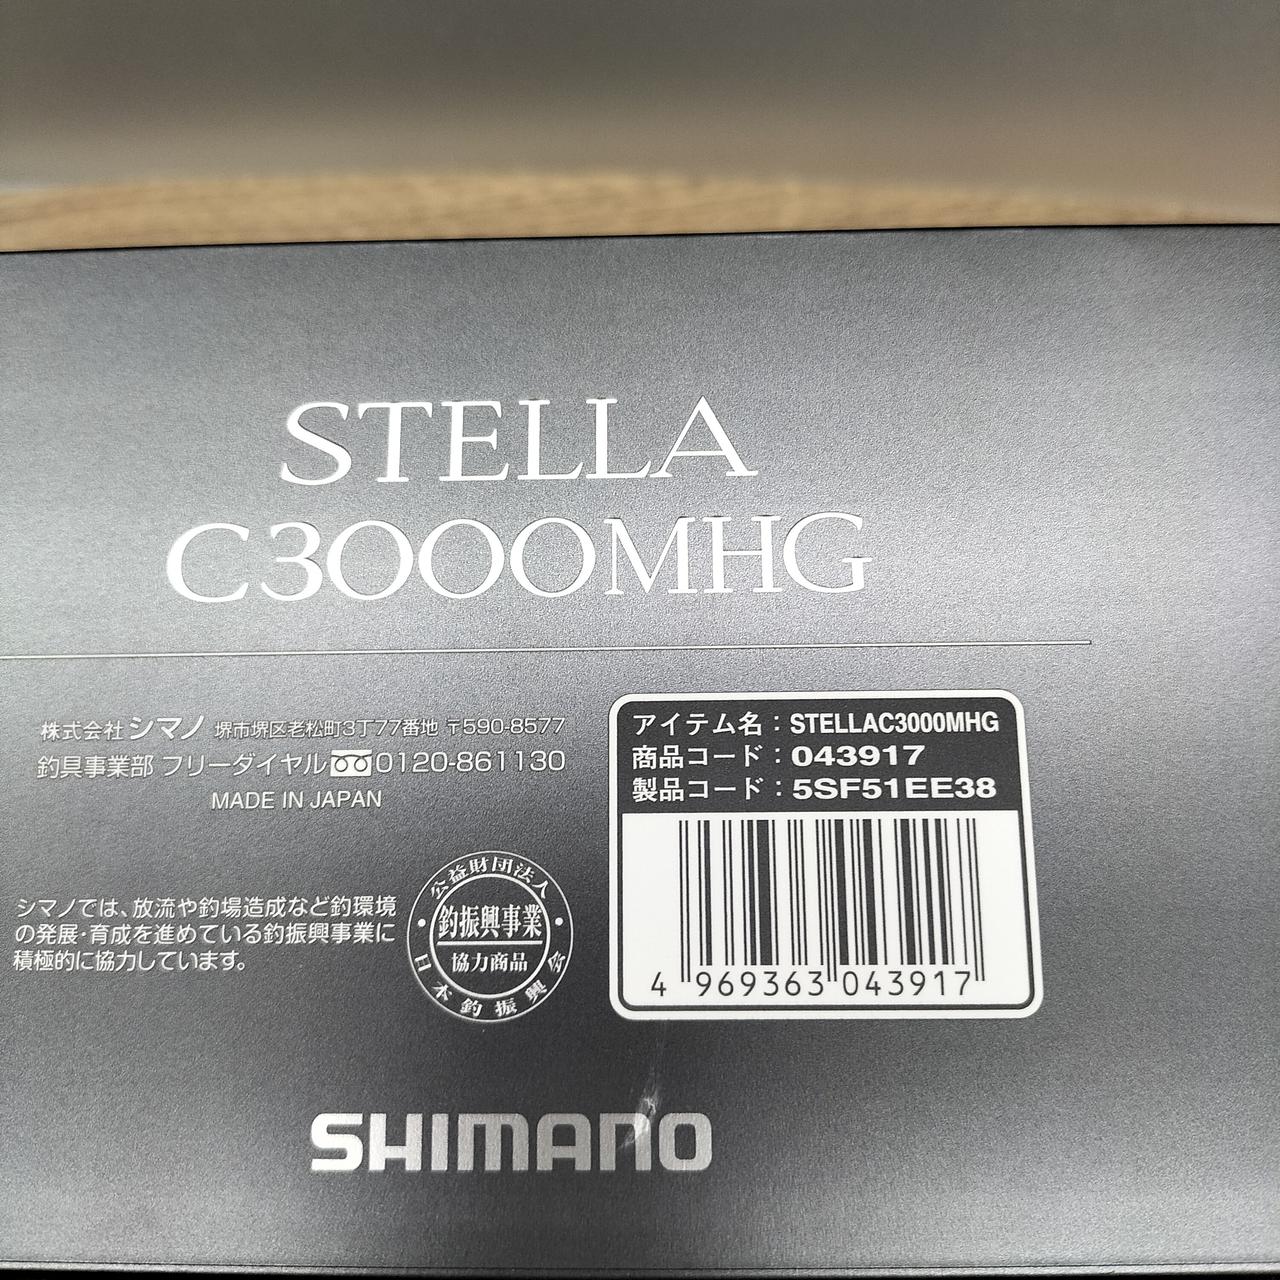 STELLA
C3000MHG
株式会社 シマノ 堺市堺区老松町3丁77番地 〒590-8577
釣具事業部 フリーダイヤル 0120-861130
MADE IN JAPAN
シマノでは、放流や釣場造成など釣環境
の発展・育成を進めている釣振興事業に
積極的に協力しています。
公益財団法人
釣振興事業
協力商品
日本釣振興会
アイテム名：STELLAC3000MHG
商品コード：043917
製品コード：5SF51EE38
4 969363 043917
SHIMANO